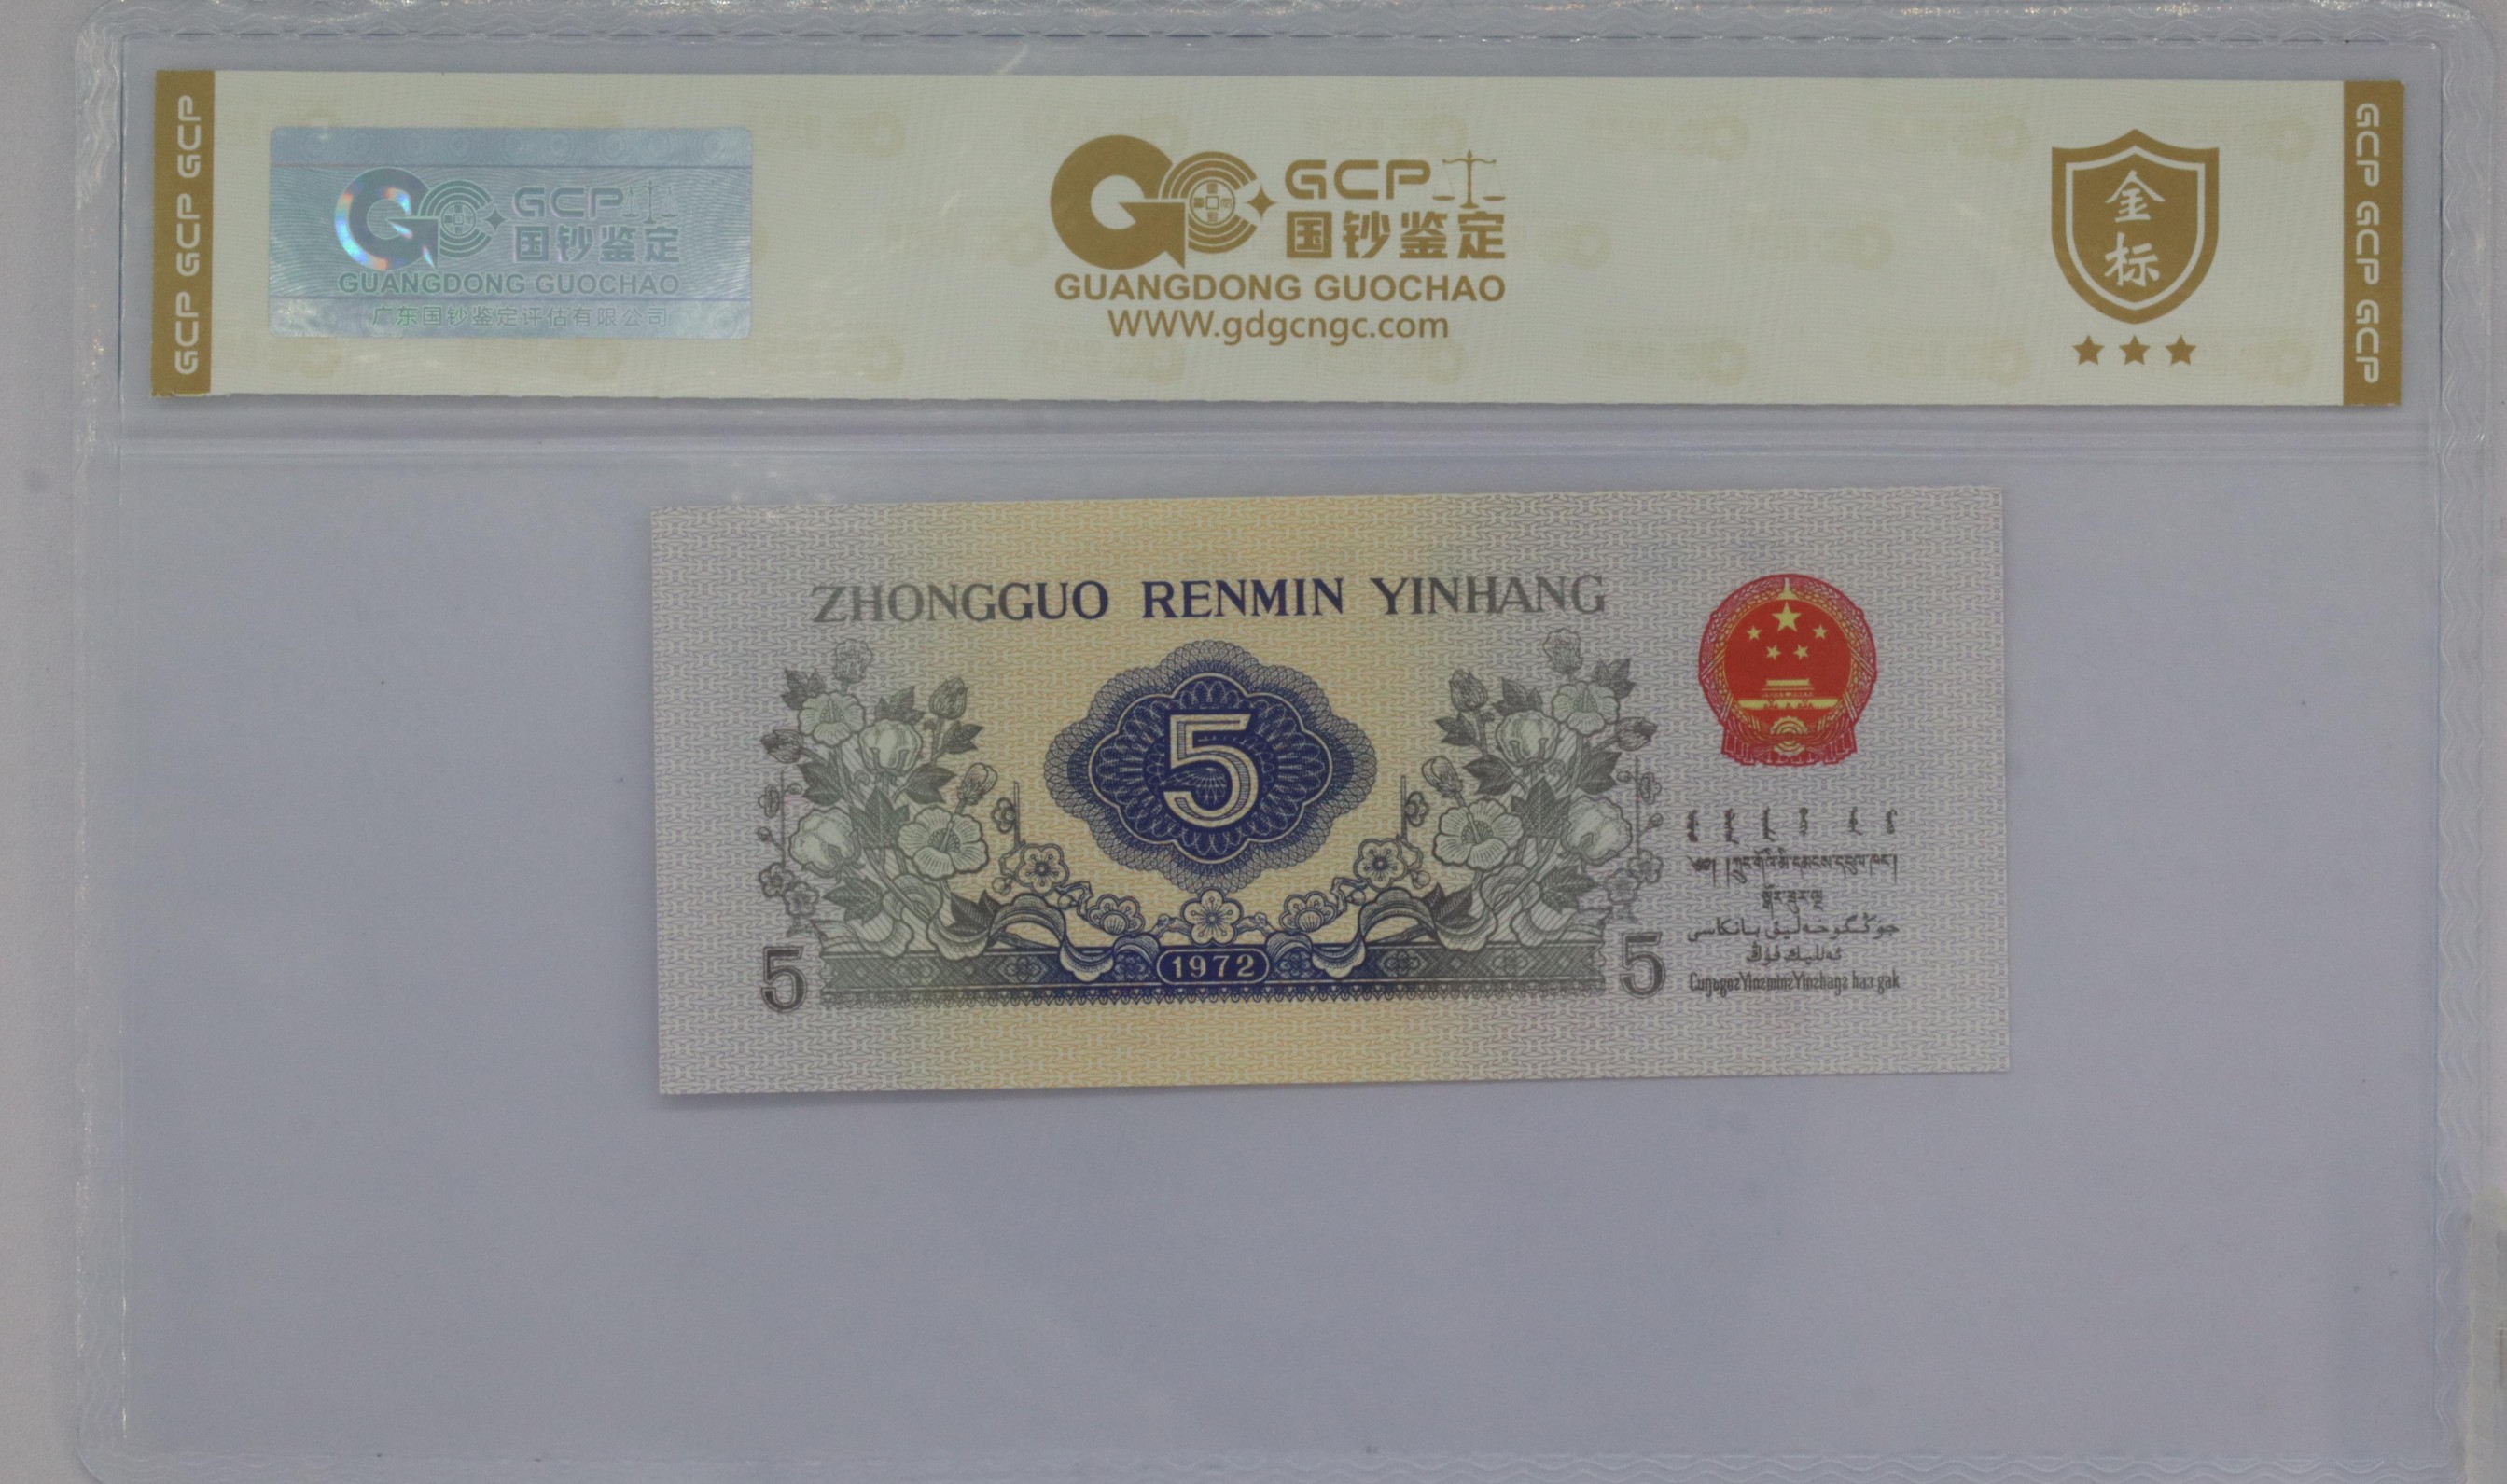 GCP GCP GCP
GCP
国钞鉴定
GUANGDONG GUOCHAO
广东国钞鉴定评估有限公司
GCP
国钞鉴定
GUANGDONG GUOCHAO
WWW.gdgcngc.com
金
标
GCP GCP GCP
ZHONGGUO RENMIN YINHANG
5
1972
5
5
جۇڭگوخەلىق بانكاسى